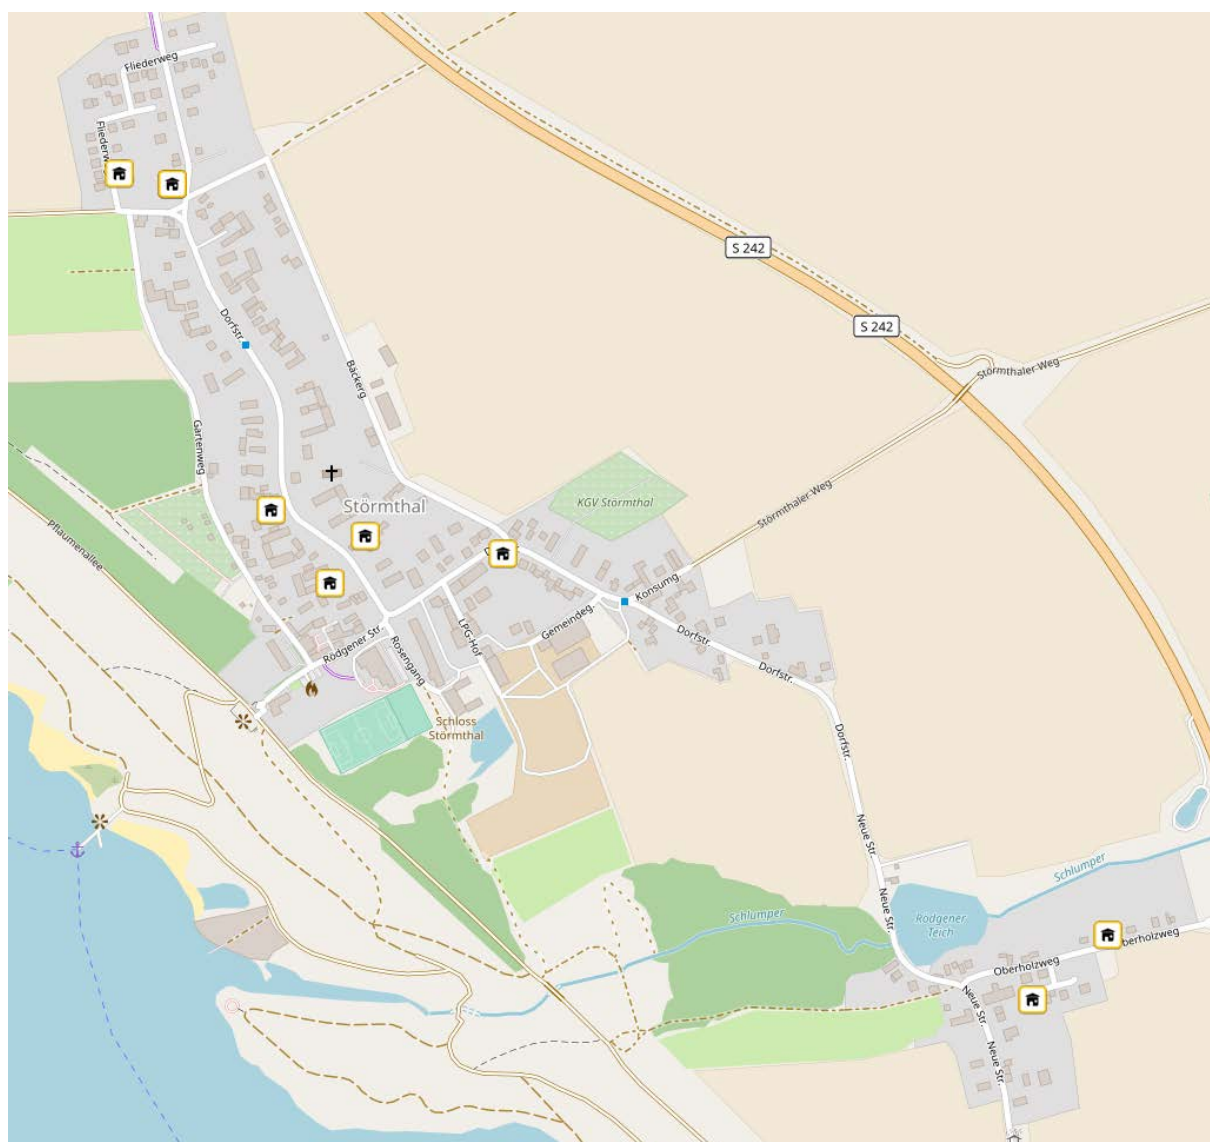 Fliederweg
Fliederw
S 242
Dorfstr.
S 242
Störmthaler Weg
Bäckerg
Gartenweg
KGV Störmthal
Störmthal
Störmthaler Weg
Pflaumenallee
Konsumg.
LPG-Hof
Gemeindeg.
Rödgener Str.
Rosengang
Dorfstr.
Dorfstr.
Schloss
Störmthal
Dorfstr.
Neue Str.
Schlumper
Neue Str.
Schlumper
Rödgener
Teich
berholzweg
Oberholzweg
Neue Str.
Neue Str.